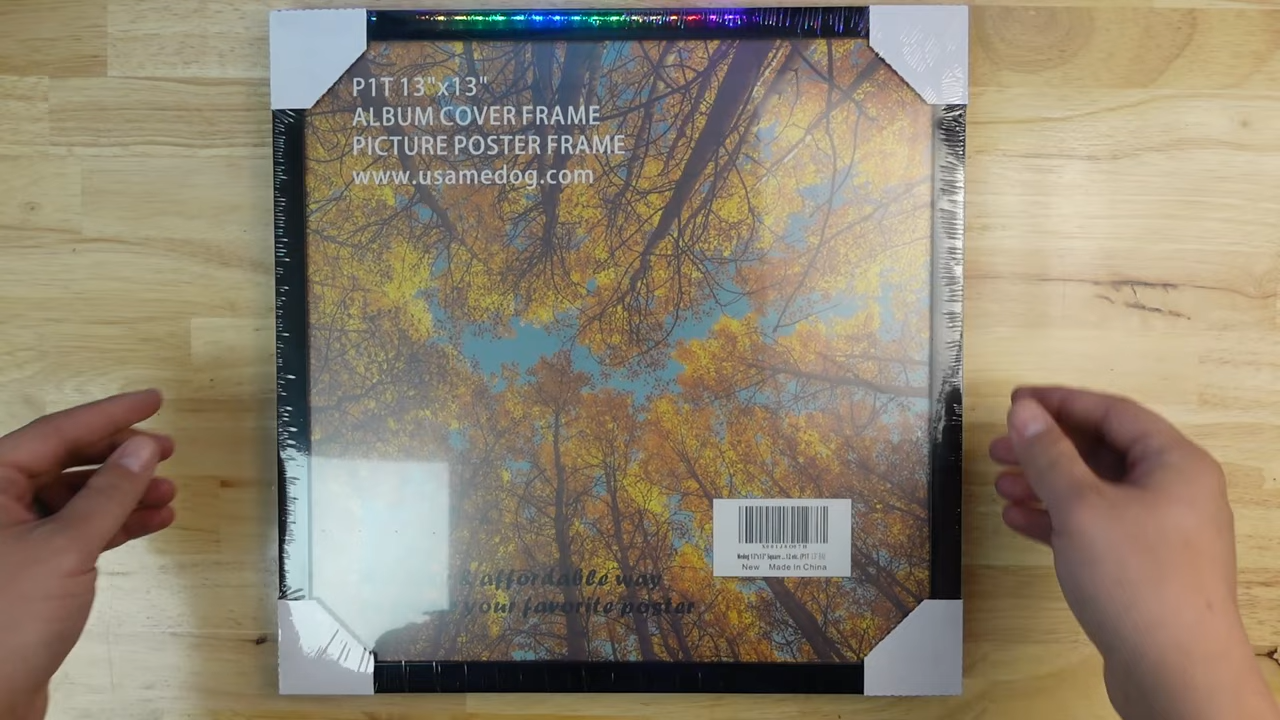 P1T 13"x13"
ALBUM COVER FRAME
PICTURE POSTER FRAME
www.usamedog.com
New Made In China
& affordable way
your favorite poster